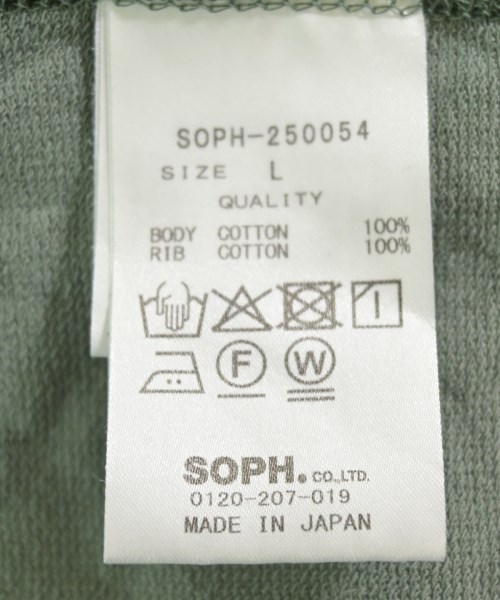 SOPH-250054
SIZE L
QUALITY
BODY COTTON 100%
RIB COTTON 100%
F W
SOPH. CO.,LTD.
0120-207-019
MADE IN JAPAN